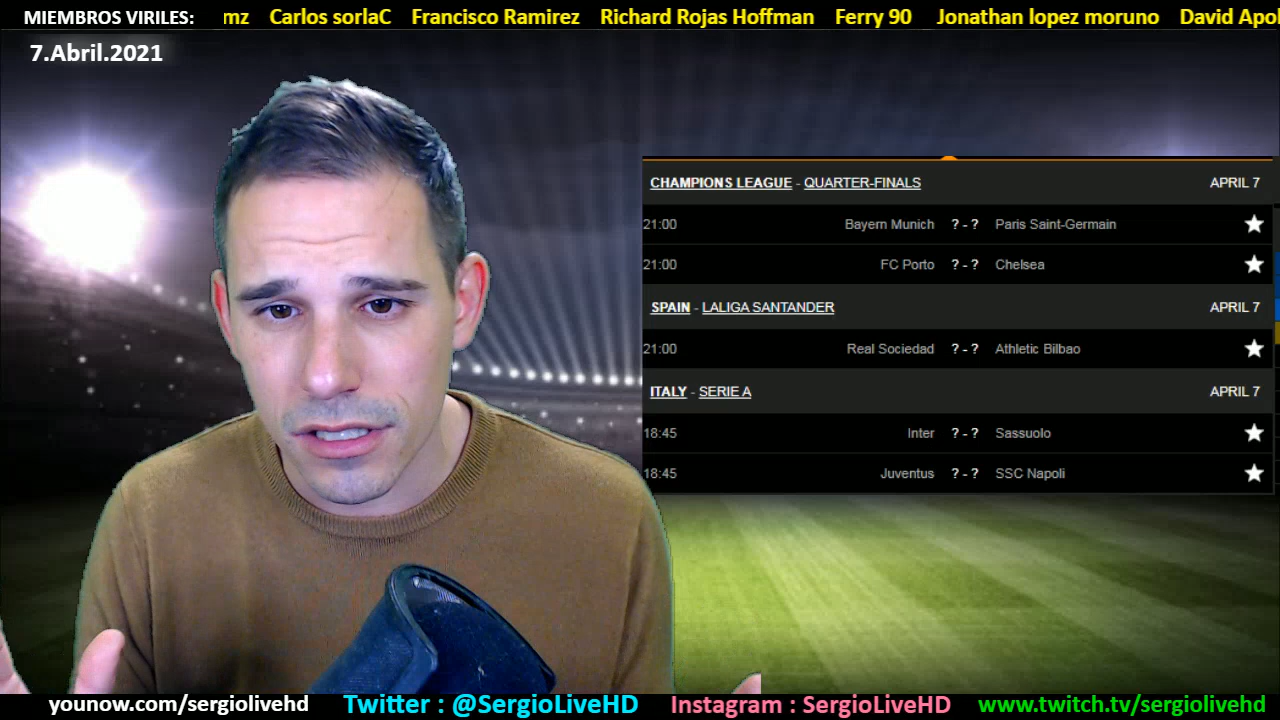 MIEMBROS VIRILES: mz Carlos sorlaC Francisco Ramirez Richard Rojas Hoffman Ferry 90 Jonathan lopez moruno David Apol
7.Abril.2021
CHAMPIONS LEAGUE - QUARTER-FINALS APRIL 7
21:00 Bayern Munich ? - ? Paris Saint-Germain
21:00 FC Porto ? - ? Chelsea
SPAIN - LALIGA SANTANDER APRIL 7
21:00 Real Sociedad ? - ? Athletic Bilbao
ITALY - SERIE A APRIL 7
18:45 Inter ? - ? Sassuolo
18:45 Juventus ? - ? SSC Napoli
younow.com/sergiolivehd Twitter : @SergioLiveHD Instagram : SergioLiveHD www.twitch.tv/sergiolivehd